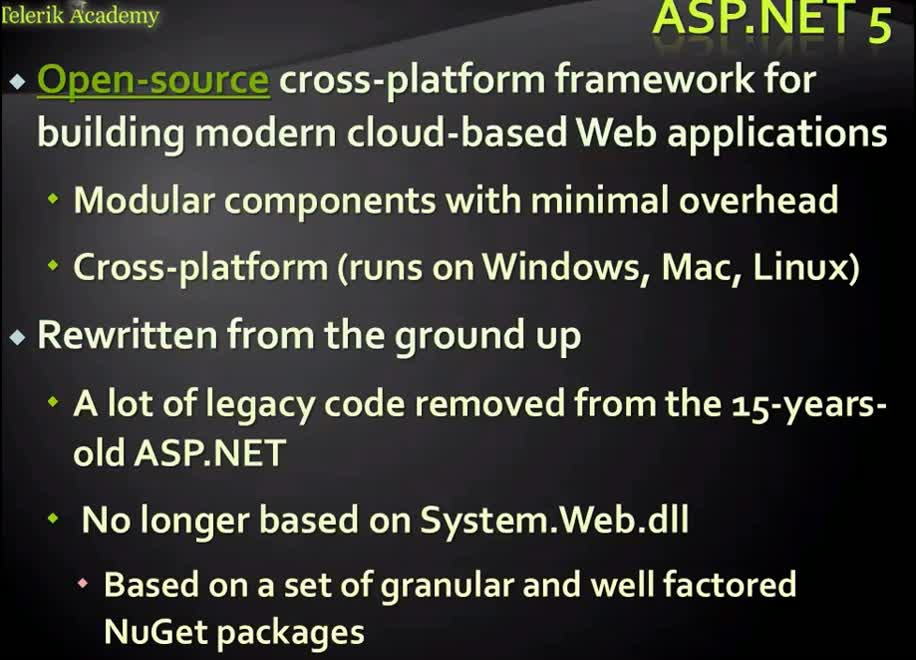 Telerik Academy
ASP.NET 5
Open-source cross-platform framework for
building modern cloud-based Web applications
Modular components with minimal overhead
Cross-platform (runs on Windows, Mac, Linux)
Rewritten from the ground up
A lot of legacy code removed from the 15-years-
old ASP.NET
No longer based on System.Web.dll
Based on a set of granular and well factored
NuGet packages